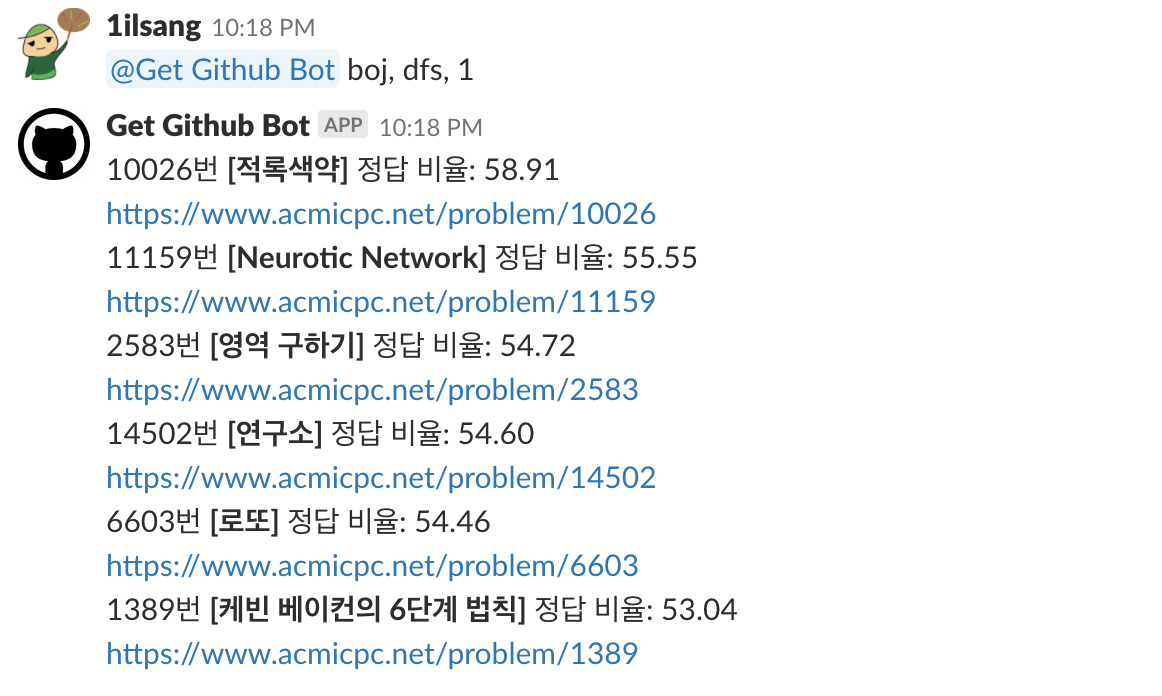 1ilsang 10:18 PM
@Get Github Bot boj, dfs, 1
Get Github Bot APP 10:18 PM
10026번 [적록색약] 정답 비율: 58.91
https://www.acmicpc.net/problem/10026
11159번 [Neurotic Network] 정답 비율: 55.55
https://www.acmicpc.net/problem/11159
2583번 [영역 구하기] 정답 비율: 54.72
https://www.acmicpc.net/problem/2583
14502번 [연구소] 정답 비율: 54.60
https://www.acmicpc.net/problem/14502
6603번 [로또] 정답 비율: 54.46
https://www.acmicpc.net/problem/6603
1389번 [케빈 베이컨의 6단계 법칙] 정답 비율: 53.04
https://www.acmicpc.net/problem/1389